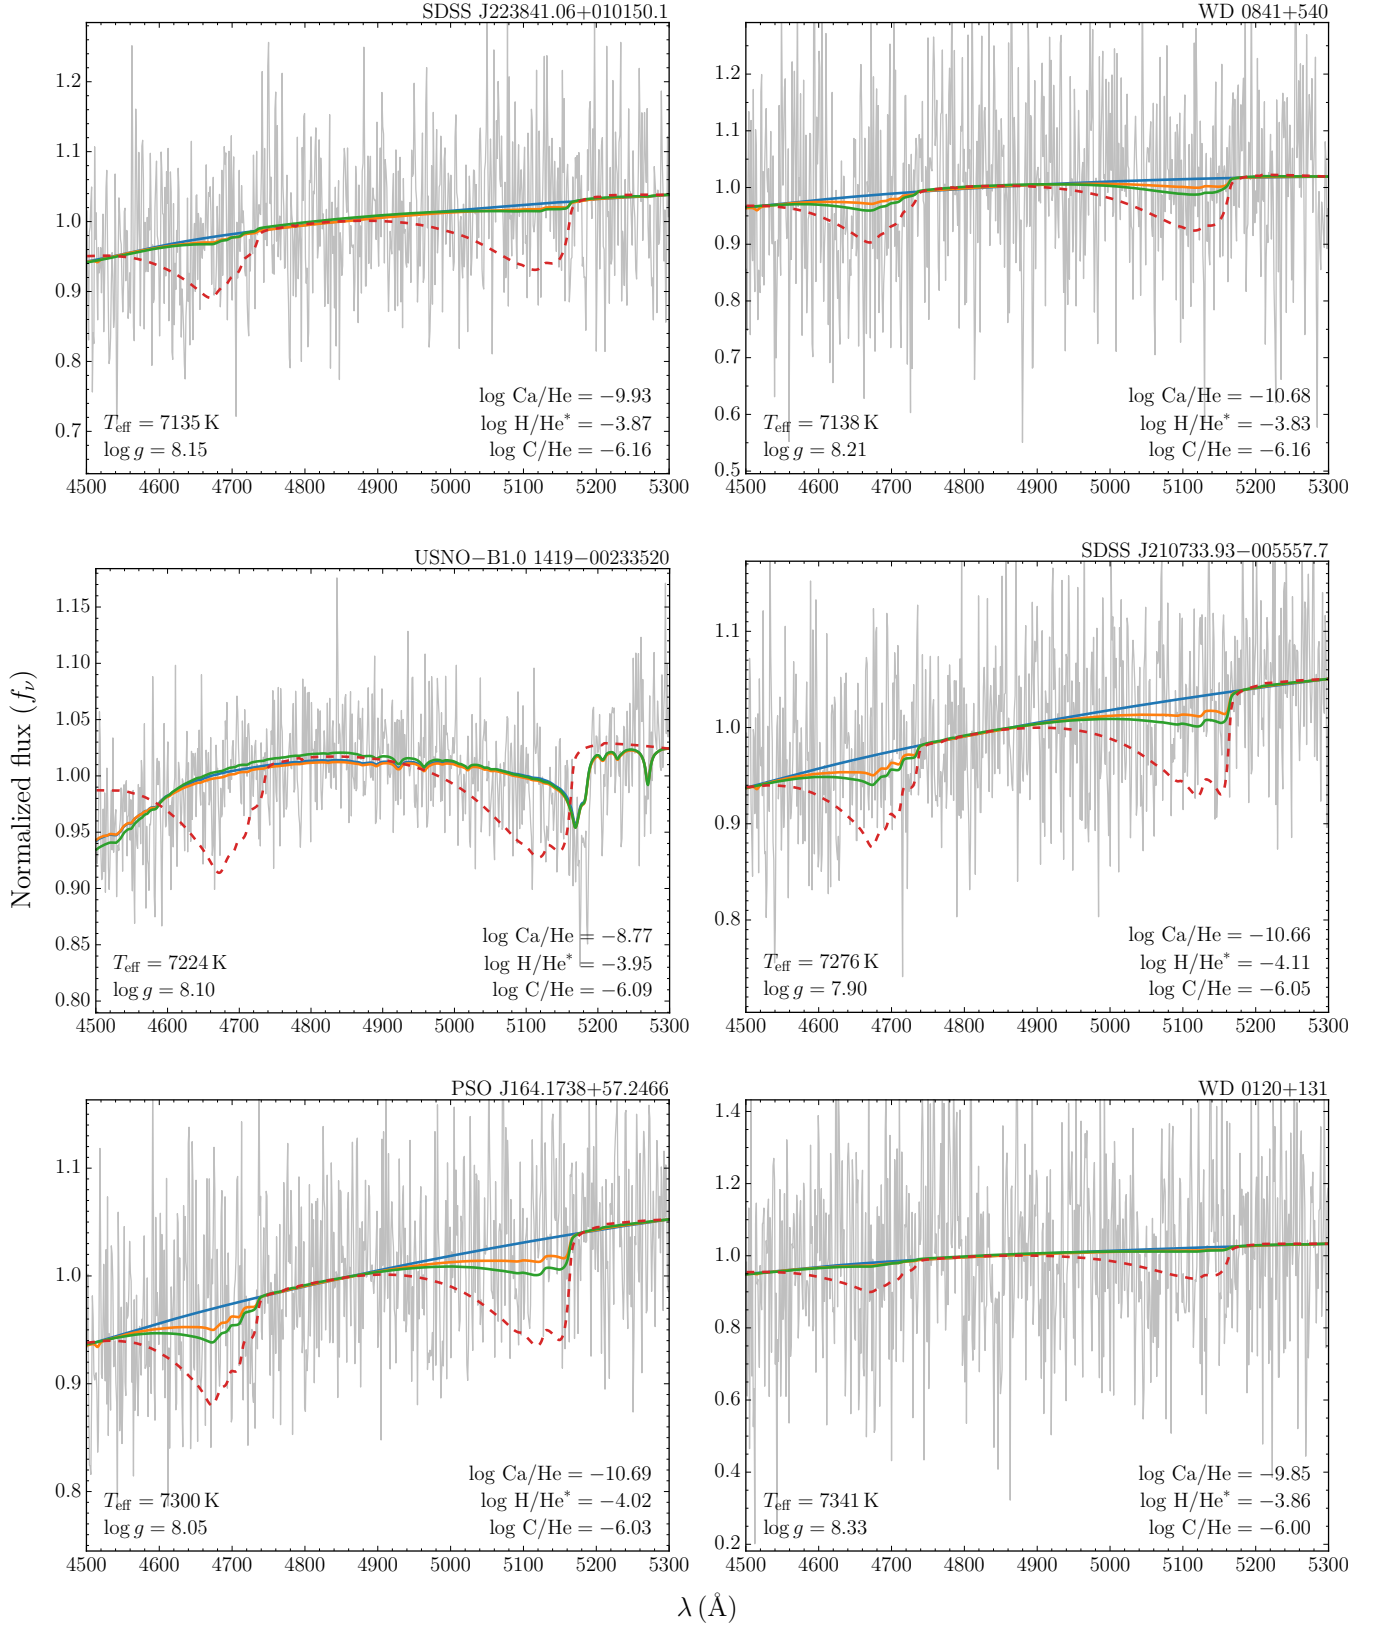 SDSS J223841.06+010150.1
1.2
1.1
1.0
0.9
0.8
0.7
T_eff = 7135 K
log g = 8.15
log Ca/He = −9.93
log H/He* = −3.87
log C/He = −6.16
4500 4600 4700 4800 4900 5000 5100 5200 5300
WD 0841+540
1.2
1.1
1.0
0.9
0.8
0.7
0.6
0.5
T_eff = 7138 K
log g = 8.21
log Ca/He = −10.68
log H/He* = −3.83
log C/He = −6.16
4500 4600 4700 4800 4900 5000 5100 5200 5300
Normalized flux (f_ν)
USNO−B1.0 1419−00233520
1.15
1.10
1.05
1.00
0.95
0.90
0.85
0.80
T_eff = 7224 K
log g = 8.10
log Ca/He = −8.77
log H/He* = −3.95
log C/He = −6.09
4500 4600 4700 4800 4900 5000 5100 5200 5300
SDSS J210733.93−005557.7
1.1
1.0
0.9
0.8
T_eff = 7276 K
log g = 7.90
log Ca/He = −10.66
log H/He* = −4.11
log C/He = −6.05
4500 4600 4700 4800 4900 5000 5100 5200 5300
PSO J164.1738+57.2466
1.1
1.0
0.9
0.8
T_eff = 7300 K
log g = 8.05
log Ca/He = −10.69
log H/He* = −4.02
log C/He = −6.03
4500 4600 4700 4800 4900 5000 5100 5200 5300
WD 0120+131
1.4
1.2
1.0
0.8
0.6
0.4
0.2
T_eff = 7341 K
log g = 8.33
log Ca/He = −9.85
log H/He* = −3.86
log C/He = −6.00
4500 4600 4700 4800 4900 5000 5100 5200 5300
λ (Å)